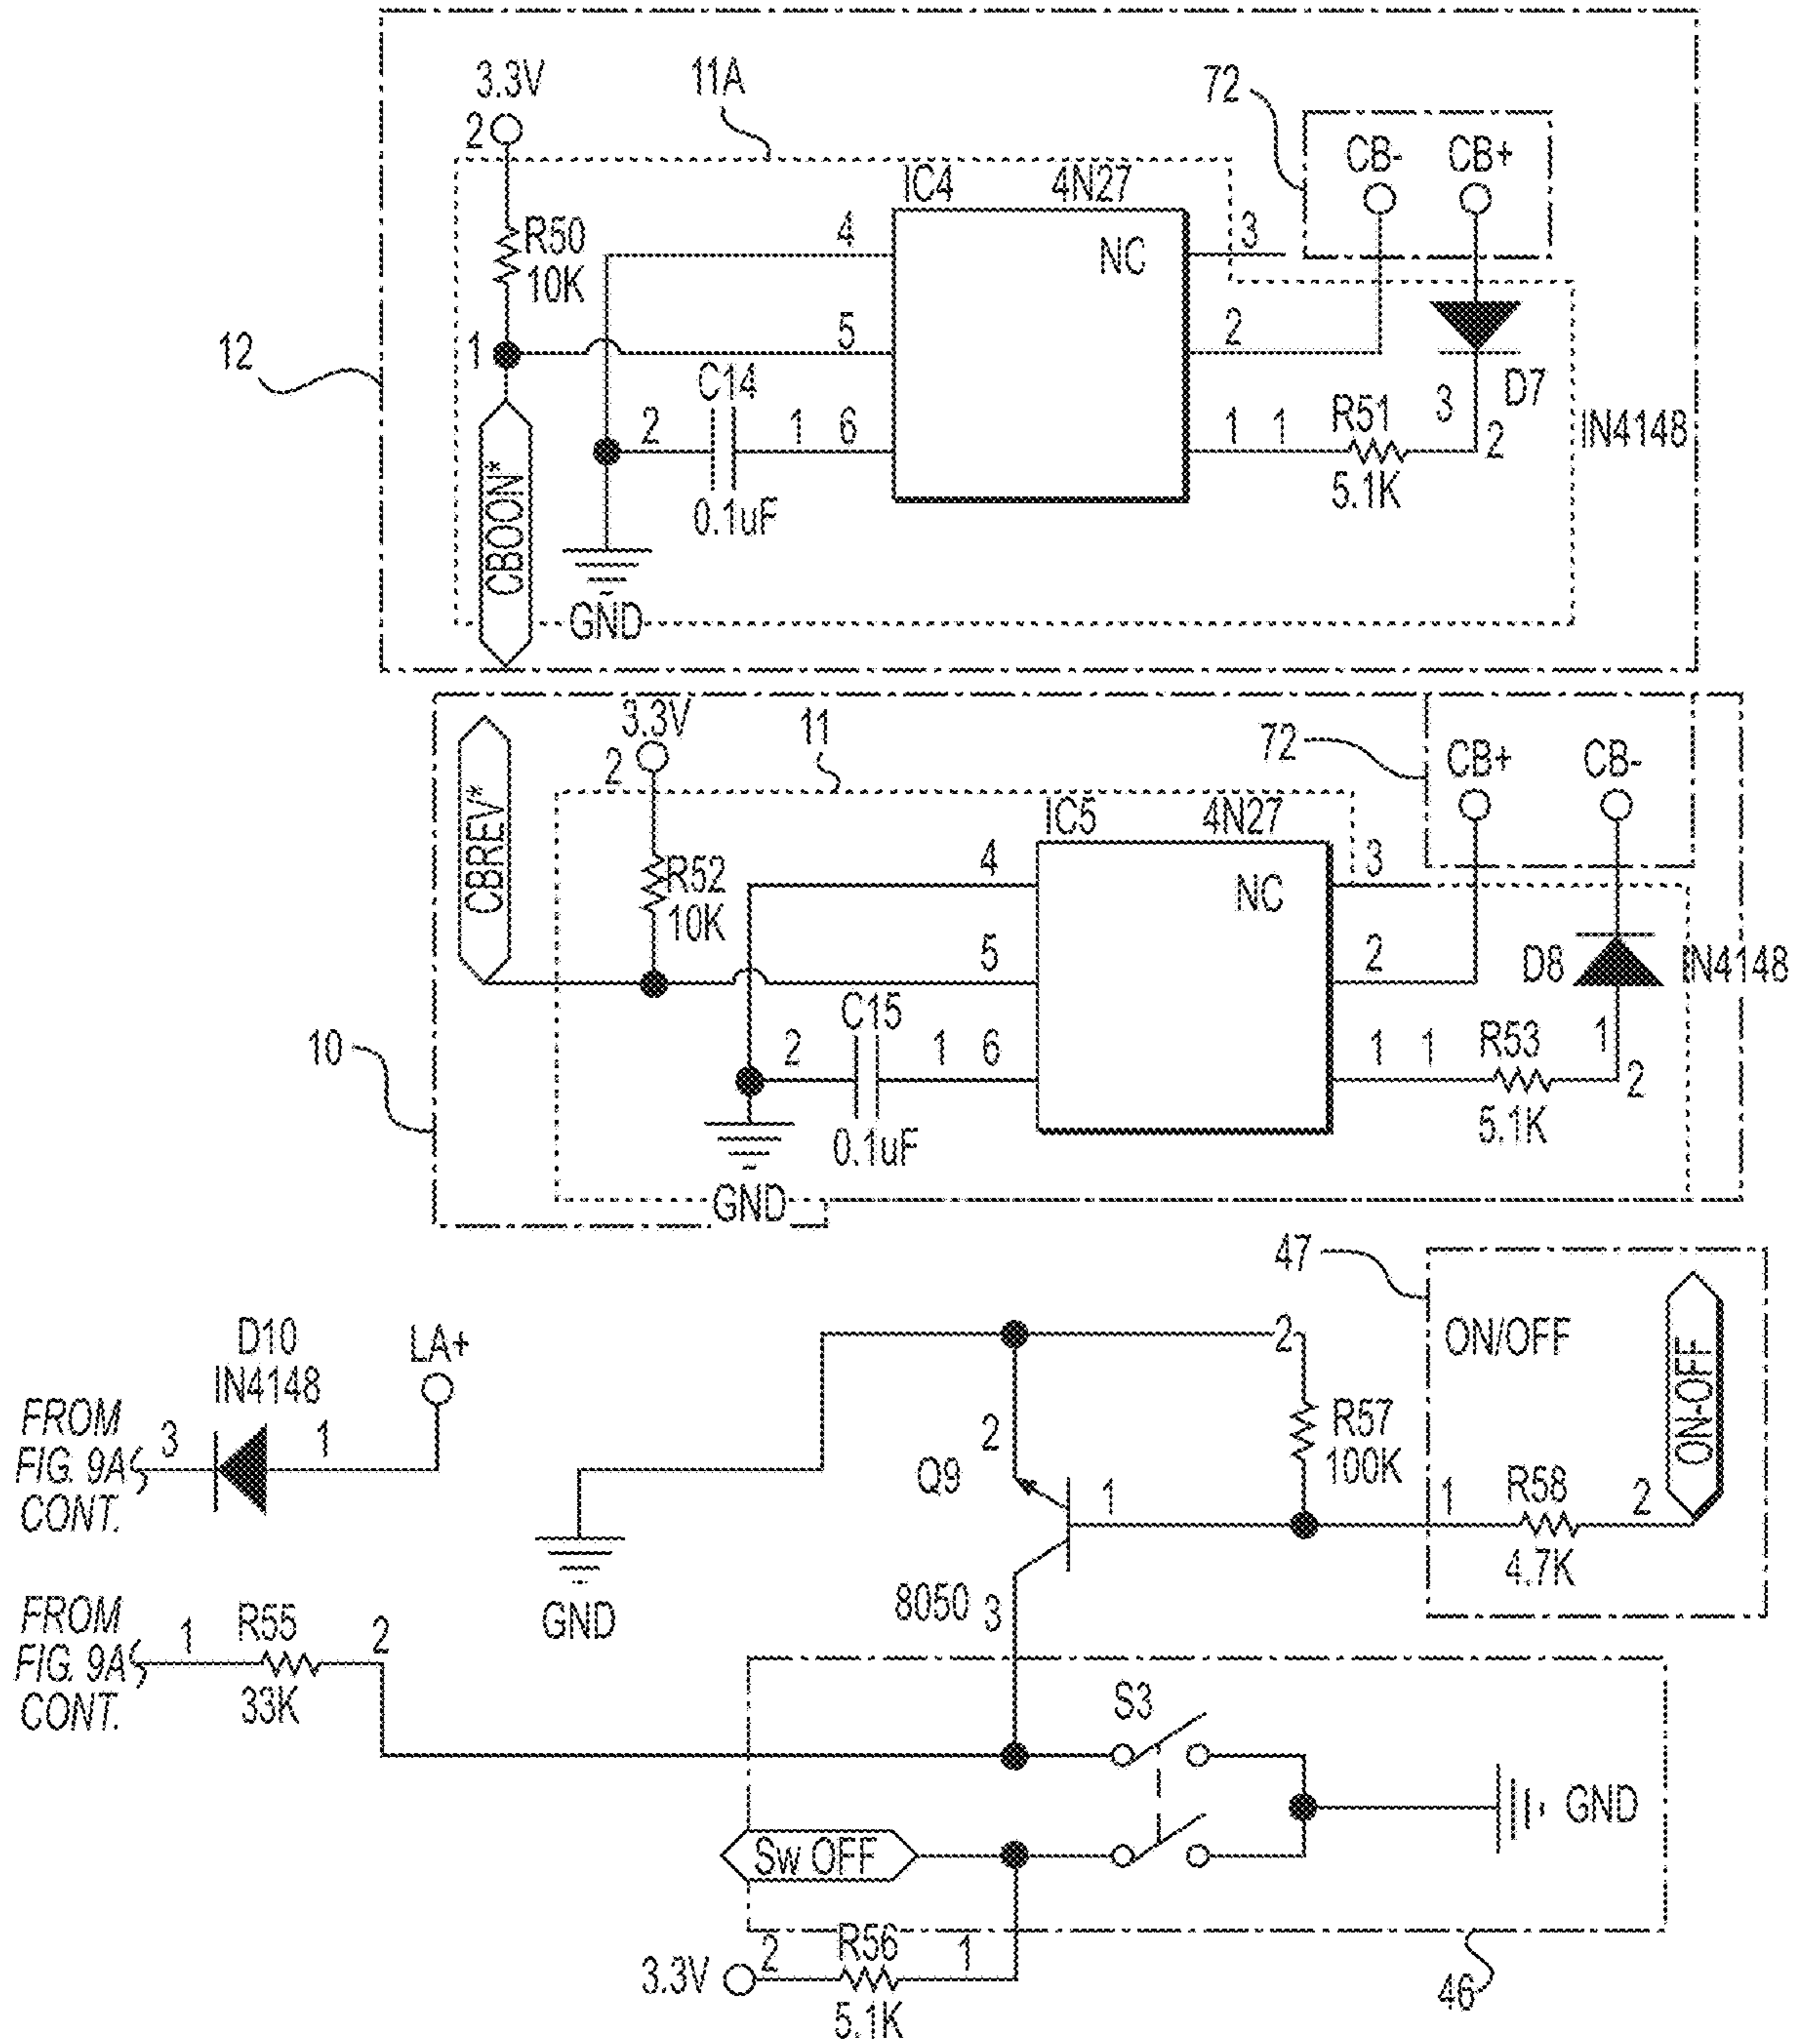 3.3V
11A
72
2
CB- CB+
IC4 4N27
R50
10K
4
NC
3
12
1
5
2
C14
D7
2
1
6
1
1
R51
3
2
IN4148
0.1uF
5.1K
CBOON*
GND
CBREV*
3.3V
2
11
72
CB+ CB-
IC5 4N27
R52
10K
4
NC
3
5
2
D8
IN4148
C15
10
2
1
6
1
1
R53
1
2
0.1uF
5.1K
GND
47
ON/OFF
ON-OFF
D10
IN4148
LA+
2
FROM
FIG. 9A
CONT.
3
1
2
R57
100K
Q9
1
1
R58
2
4.7K
GND
8050
3
FROM
FIG. 9A
CONT.
1
R55
2
33K
S3
GND
Sw OFF
3.3V
2
R56
1
5.1K
46